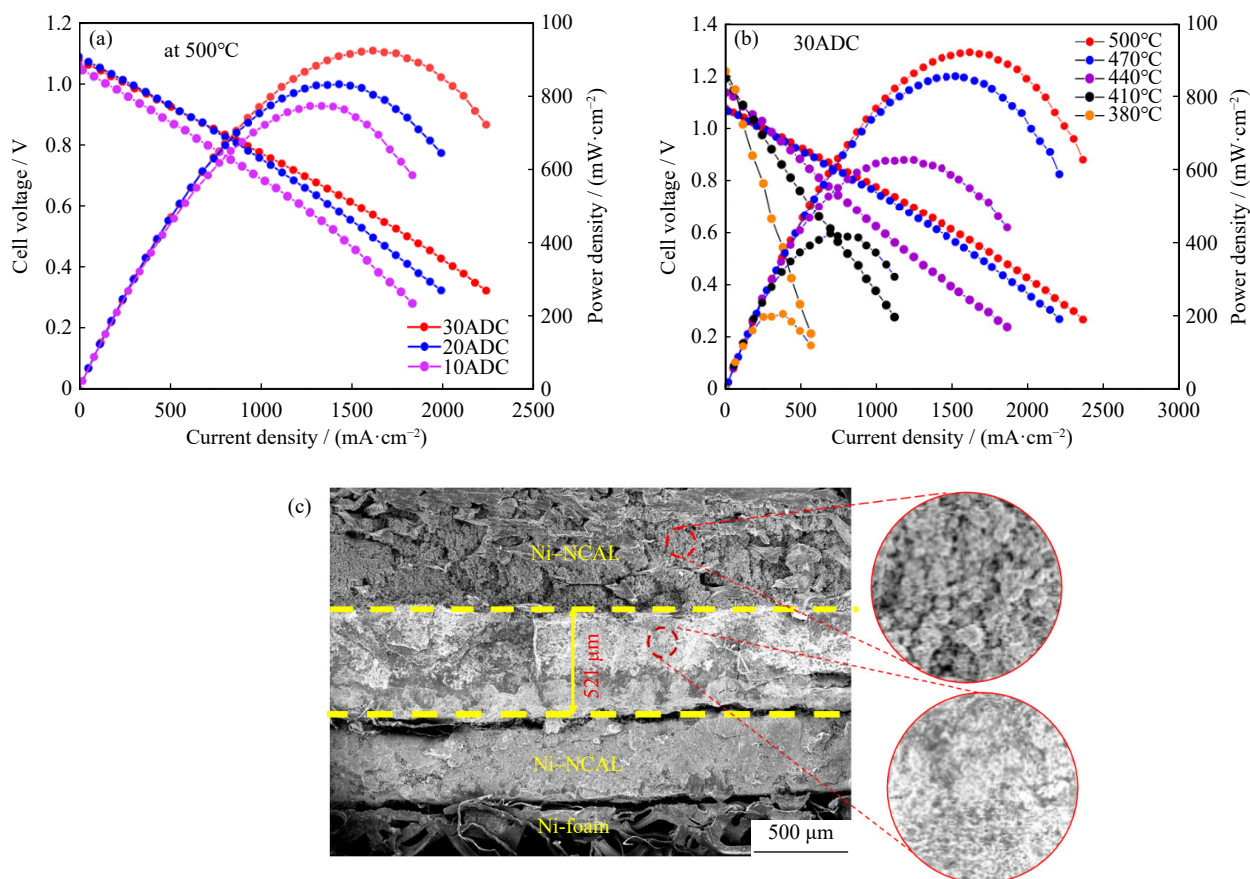 (a)
at 500°C
1.2
1.0
0.8
0.6
0.4
0.2
0
Cell voltage / V
100
800
600
400
200
0
Power density / (mW·cm⁻²)
30ADC
20ADC
10ADC
0 500 1000 1500 2000 2500
Current density / (mA·cm⁻²)
(b)
30ADC
500°C
470°C
440°C
410°C
380°C
1.4
1.2
1.0
0.8
0.6
0.4
0.2
0
Cell voltage / V
100
800
600
400
200
0
Power density / (mW·cm⁻²)
0 500 1000 1500 2000 2500 3000
Current density / (mA·cm⁻²)
(c)
Ni–NCAL
521 μm
Ni–NCAL
Ni-foam
500 μm